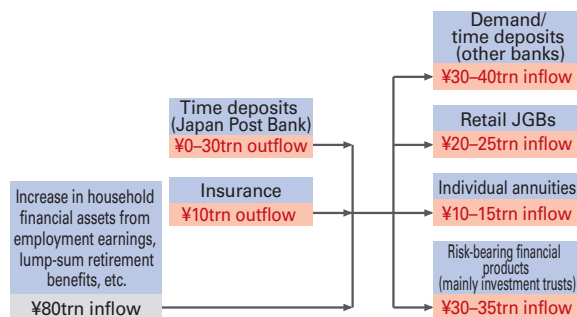 Time deposits
(Japan Post Bank)
¥0–30trn outflow
Insurance
¥10trn outflow
Increase in household
financial assets from
employment earnings,
lump-sum retirement
benefits, etc.
¥80trn inflow
Demand/
time deposits
(other banks)
¥30–40trn inflow
Retail JGBs
¥20–25trn inflow
Individual annuities
¥10–15trn inflow
Risk-bearing financial
products
(mainly investment trusts)
¥30–35trn inflow